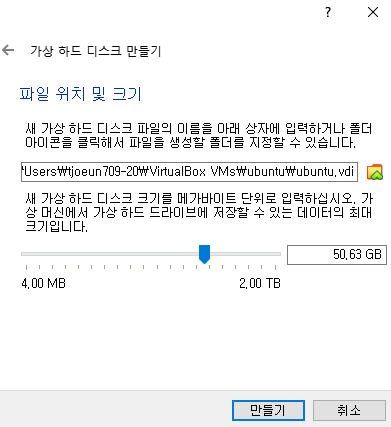 ?
가상 하드 디스크 만들기
파일 위치 및 크기
새 가상 하드 디스크 파일의 이름을 아래 상자에 입력하거나 폴더
아이콘을 클릭해서 파일을 생성할 폴더를 지정할 수 있습니다.
Users₩tjoeun709-20₩VirtualBox VMs₩ubuntu₩ubuntu.vdi
새 가상 하드 디스크 크기를 메가바이트 단위로 입력하십시오. 가
상 머신에서 가상 하드 드라이브에 저장할 수 있는 데이터의 최대
크기입니다.
50,63 GB
4,00 MB 2,00 TB
만들기 취소